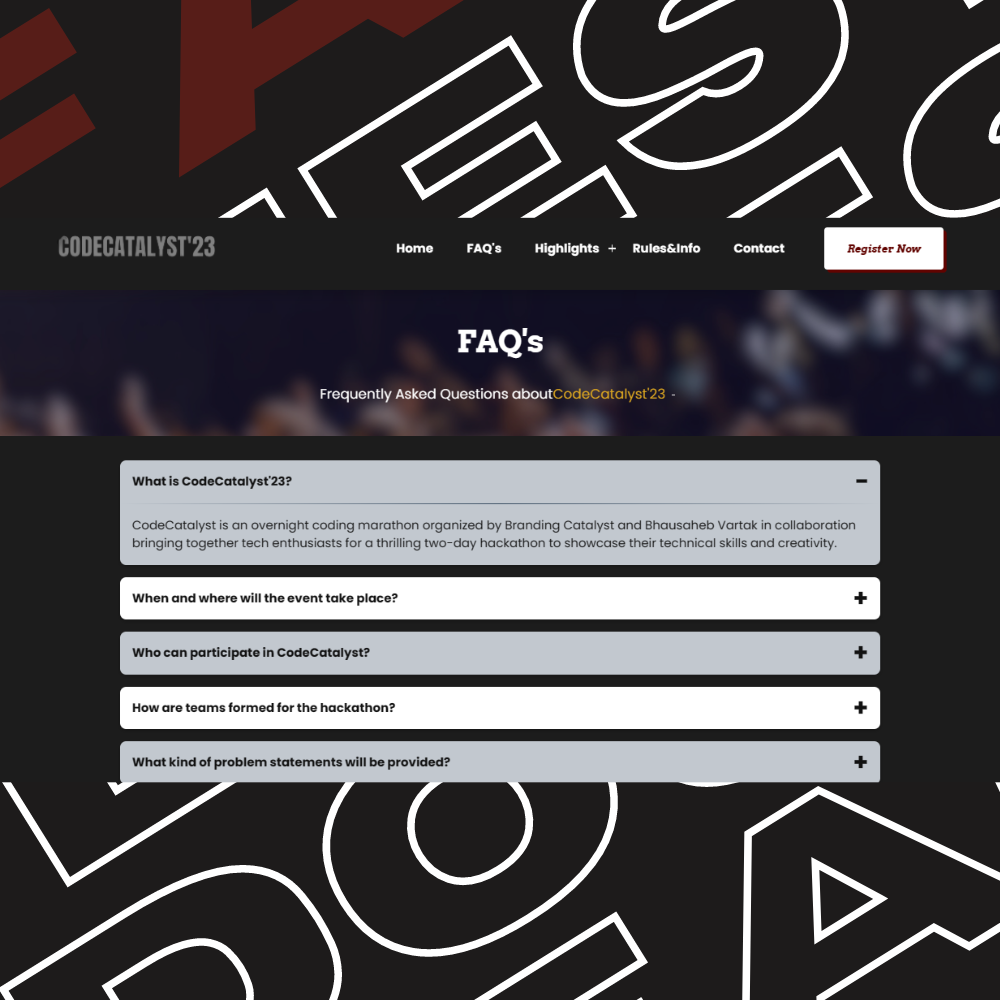 CODECATALYST'23
Home FAQ's Highlights + Rules&Info Contact Register Now
FAQ's
Frequently Asked Questions aboutCodeCatalyst'23 -
What is CodeCatalyst'23?
CodeCatalyst is an overnight coding marathon organized by Branding Catalyst and Bhausaheb Vartak in collaboration
bringing together tech enthusiasts for a thrilling two-day hackathon to showcase their technical skills and creativity.
When and where will the event take place?
Who can participate in CodeCatalyst?
How are teams formed for the hackathon?
What kind of problem statements will be provided?